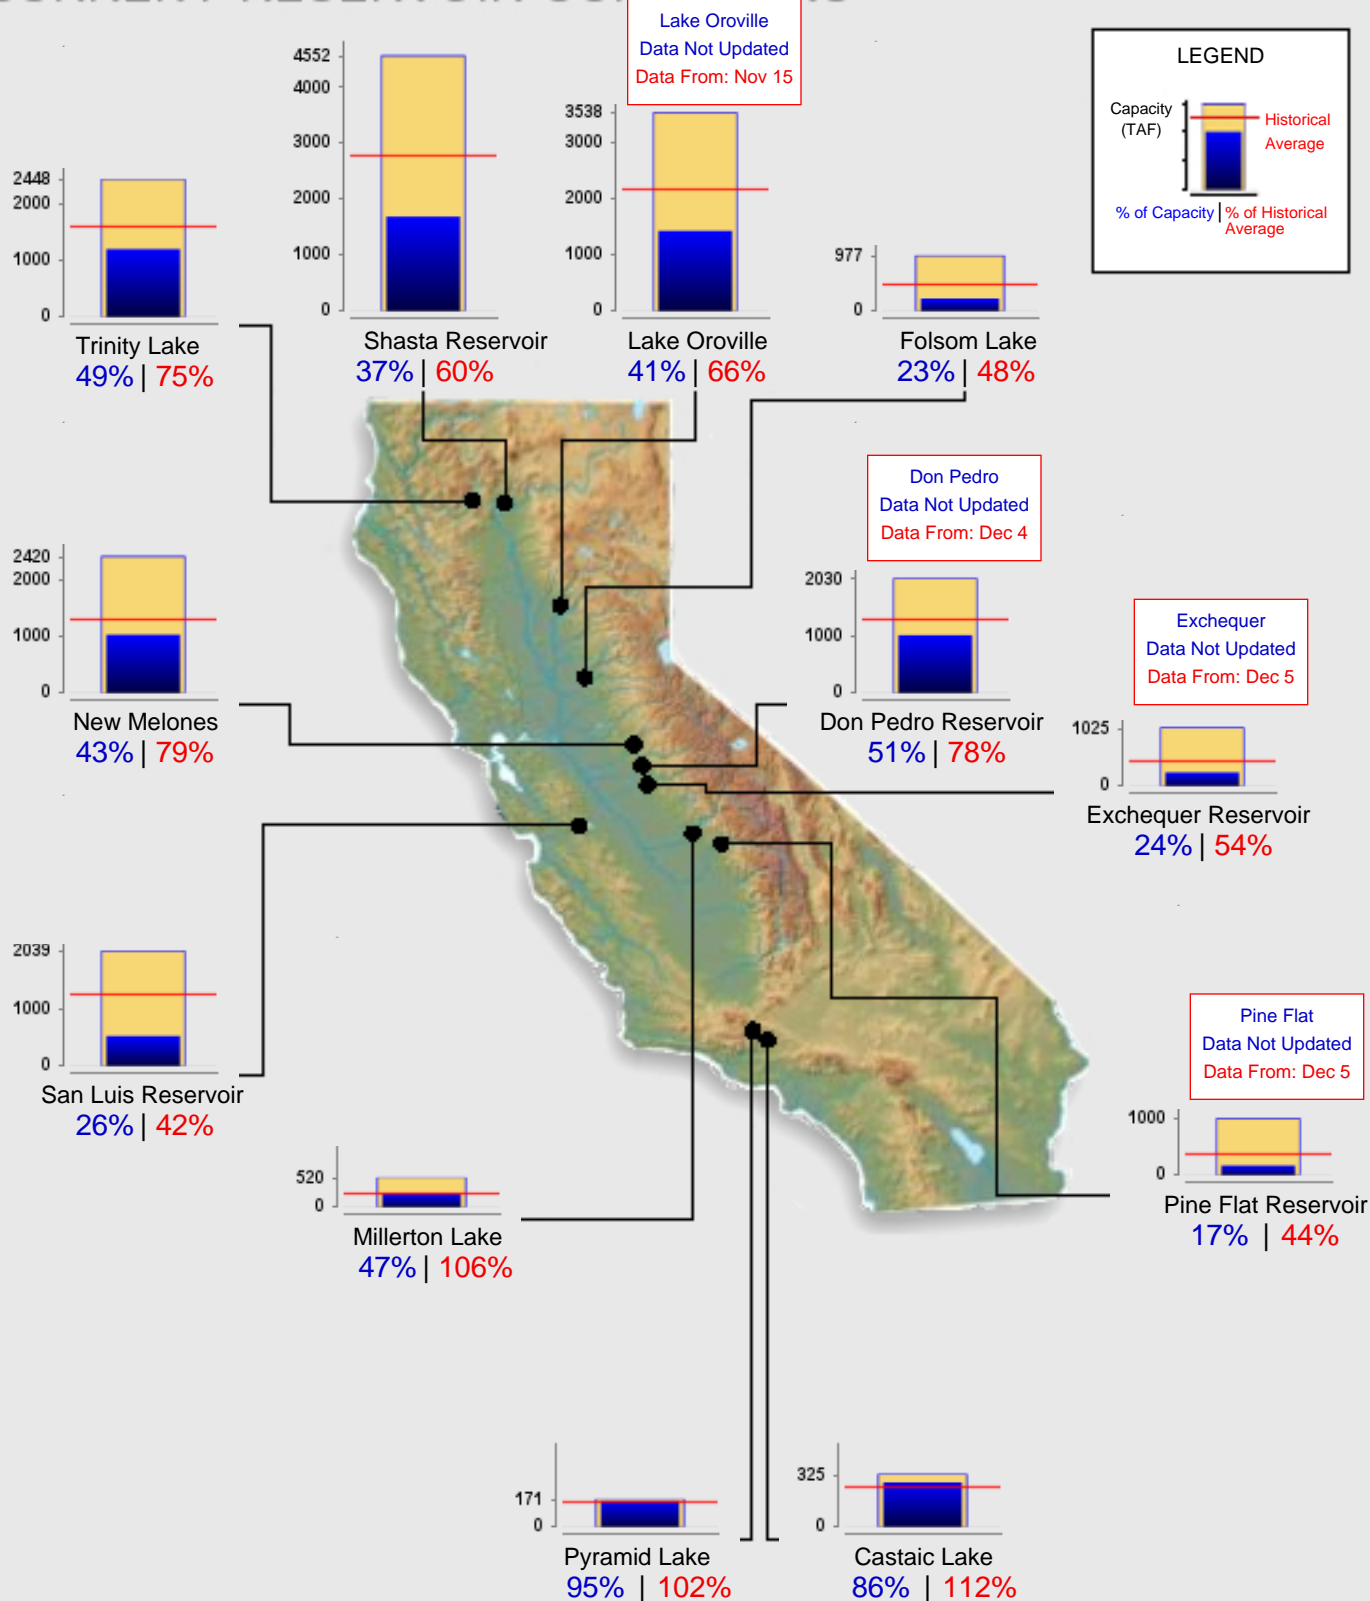 Lake Oroville
Data Not Updated
Data From: Nov 15
LEGEND
Capacity
(TAF)
Historical
Average
% of Capacity | % of Historical
Average
4552
4000
3000
2000
1000
0
Shasta Reservoir
37% | 60%
3538
3000
2000
1000
0
Lake Oroville
41% | 66%
2448
2000
1000
0
Trinity Lake
49% | 75%
977
0
Folsom Lake
23% | 48%
Don Pedro
Data Not Updated
Data From: Dec 4
2420
2000
1000
0
New Melones
43% | 79%
2030
1000
0
Don Pedro Reservoir
51% | 78%
Exchequer
Data Not Updated
Data From: Dec 5
1025
0
Exchequer Reservoir
24% | 54%
2039
1000
0
San Luis Reservoir
26% | 42%
Pine Flat
Data Not Updated
Data From: Dec 5
1000
0
Pine Flat Reservoir
17% | 44%
520
0
Millerton Lake
47% | 106%
171
0
Pyramid Lake
95% | 102%
325
0
Castaic Lake
86% | 112%